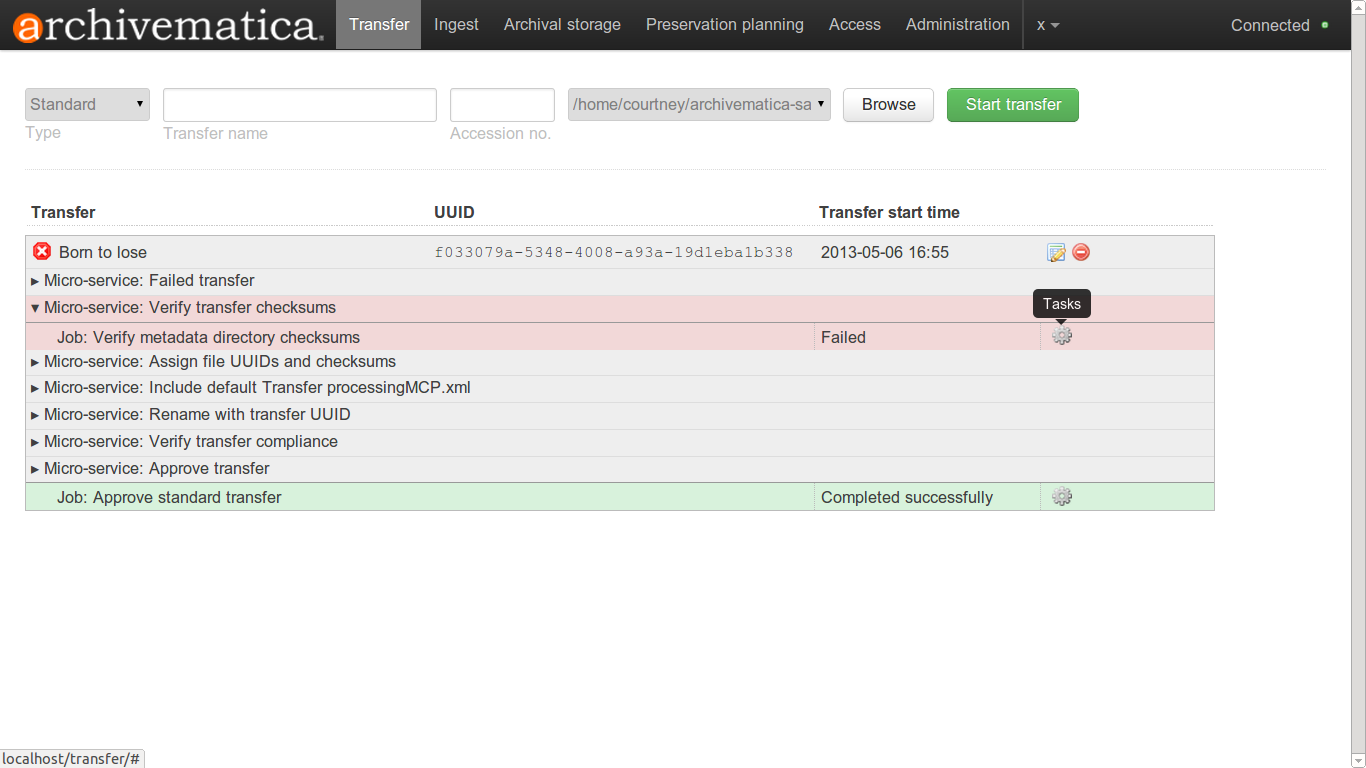 archivematica® Transfer Ingest Archival storage Preservation planning Access Administration x Connected
Standard /home/courtney/archivematica-sa Browse Start transfer
Type Transfer name Accession no.
Transfer UUID Transfer start time
Born to lose f033079a-5348-4008-a93a-19d1eba1b338 2013-05-06 16:55
Micro-service: Failed transfer
Micro-service: Verify transfer checksums
Tasks
Job: Verify metadata directory checksums Failed
Micro-service: Assign file UUIDs and checksums
Micro-service: Include default Transfer processingMCP.xml
Micro-service: Rename with transfer UUID
Micro-service: Verify transfer compliance
Micro-service: Approve transfer
Job: Approve standard transfer Completed successfully
localhost/transfer/#